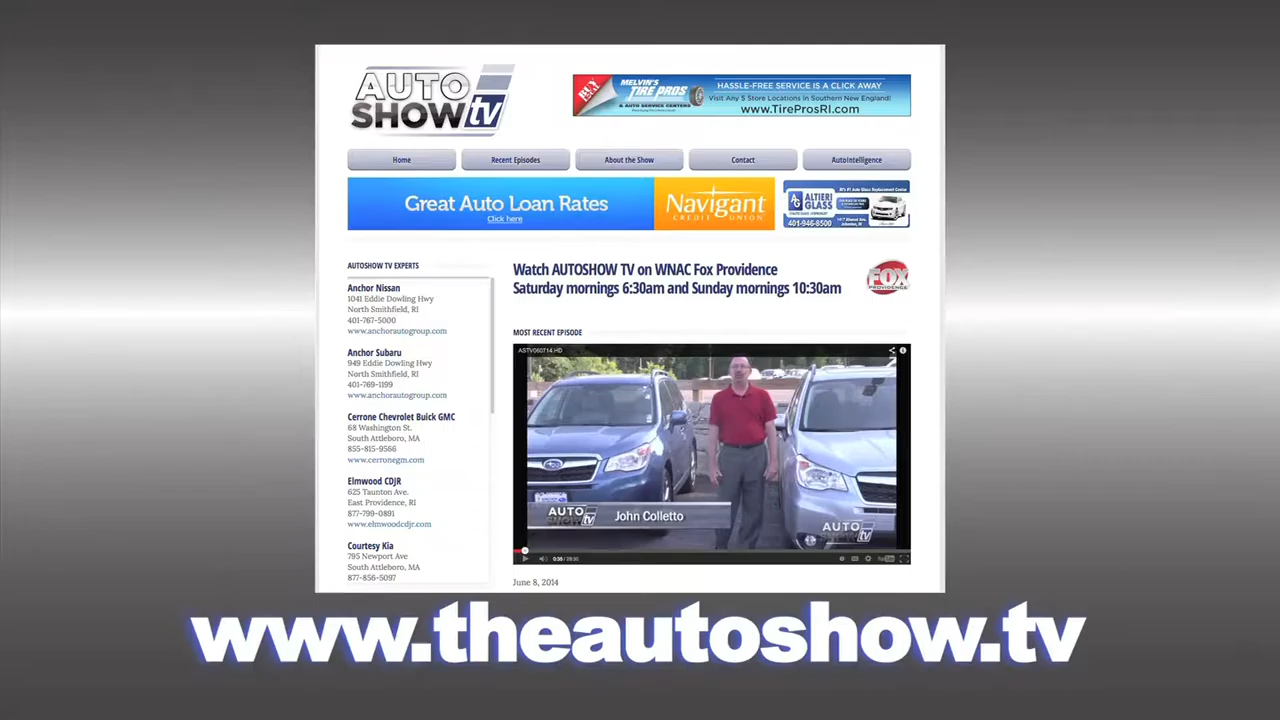 AUTO
SHOW tv
BUY LOCAL
MELVIN'S
TIRE PROS
& AUTO SERVICE CENTERS
HASSLE-FREE SERVICE IS A CLICK AWAY
Visit Any 5 Store Locations in Southern New England!
www.TireProsRI.com
Home
Recent Episodes
About the Show
Contact
AutoIntelligence
Great Auto Loan Rates
Click here
Navigant
CREDIT UNION
AG
ALTIERI
GLASS
401-946-8500
AUTOSHOW TV EXPERTS
Anchor Nissan
1041 Eddie Dowling Hwy
North Smithfield, RI
401-767-5000
www.anchorautogroup.com
Anchor Subaru
949 Eddie Dowling Hwy
North Smithfield, RI
401-769-1199
www.anchorautogroup.com
Cerrone Chevrolet Buick GMC
68 Washington St.
South Attleboro, MA
855-815-9566
www.cerronegm.com
Elmwood CDJR
625 Taunton Ave.
East Providence, RI
877-799-0891
www.elmwoodcdjr.com
Courtesy Kia
795 Newport Ave
South Attleboro, MA
877-856-5097
Watch AUTOSHOW TV on WNAC Fox Providence
Saturday mornings 6:30am and Sunday mornings 10:30am
FOX
PROVIDENCE
MOST RECENT EPISODE
ASTV060714.HD
AUTO
SHOW tv
John Colletto
AUTO
SHOW tv
June 8, 2014
www.theautoshow.tv